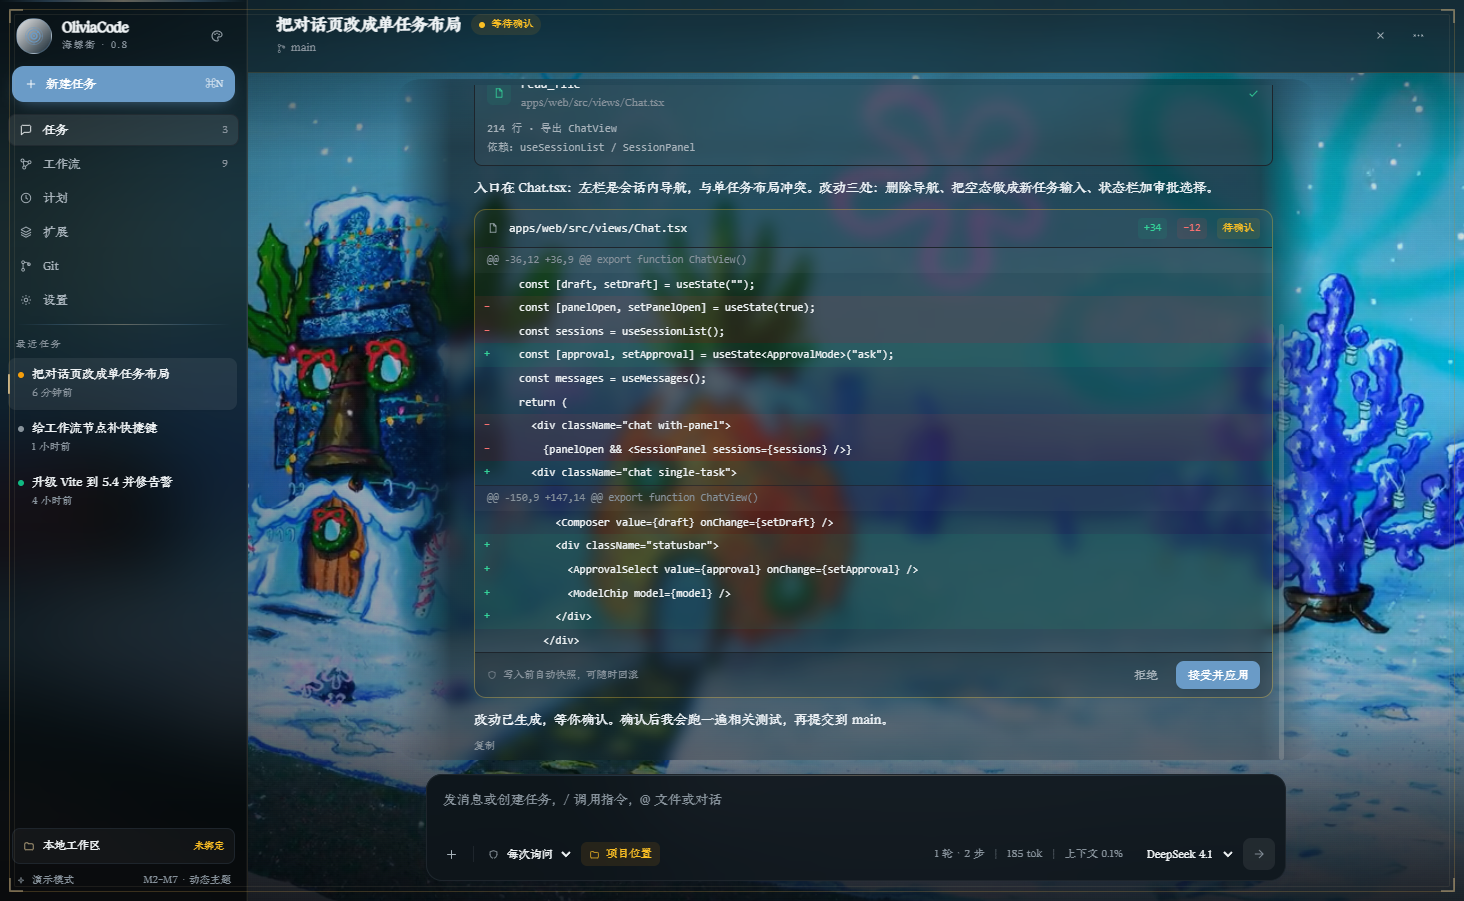 OliviaCode
海螺街 · 0.8
+ 新建任务 ⌘N
任务 3
工作流 9
计划
扩展
Git
设置
最近任务
把对话页改成单任务布局
6 分钟前
给工作流节点补快捷键
1 小时前
升级 Vite 到 5.4 并修告警
4 小时前
本地工作区 未绑定
演示模式 M2-M7 · 动态主题
把对话页改成单任务布局 等待确认
main
read_file
apps/web/src/views/Chat.tsx
214 行 · 导出 ChatView
依赖: useSessionList / SessionPanel
入口在 Chat.tsx：左栏是会话内导航，与单任务布局冲突。改动三处：删除导航、把空态做成新任务输入、状态栏加审批选择。
apps/web/src/views/Chat.tsx +34 -12 待确认
@@ -36,12 +36,9 @@ export function ChatView()
const [draft, setDraft] = useState("");
- const [panelOpen, setPanelOpen] = useState(true);
- const sessions = useSessionList();
+ const [approval, setApproval] = useState<ApprovalMode>("ask");
const messages = useMessages();
return (
- <div className="chat with-panel">
- {panelOpen && <SessionPanel sessions={sessions} />}
+ <div className="chat single-task">
@@ -150,9 +147,14 @@ export function ChatView()
<Composer value={draft} onChange={setDraft} />
+ <div className="statusbar">
+ <ApprovalSelect value={approval} onChange={setApproval} />
+ <ModelChip model={model} />
+ </div>
</div>
写入前自动快照，可随时回滚 拒绝 接受并应用
改动已生成，等你确认。确认后我会跑一遍相关测试，再提交到 main。
复制
发消息或创建任务，/ 调用指令，@ 文件或对话
+ 每次询问 项目位置 1 轮 · 2 步 | 185 tok | 上下文 0.1% DeepSeek 4.1